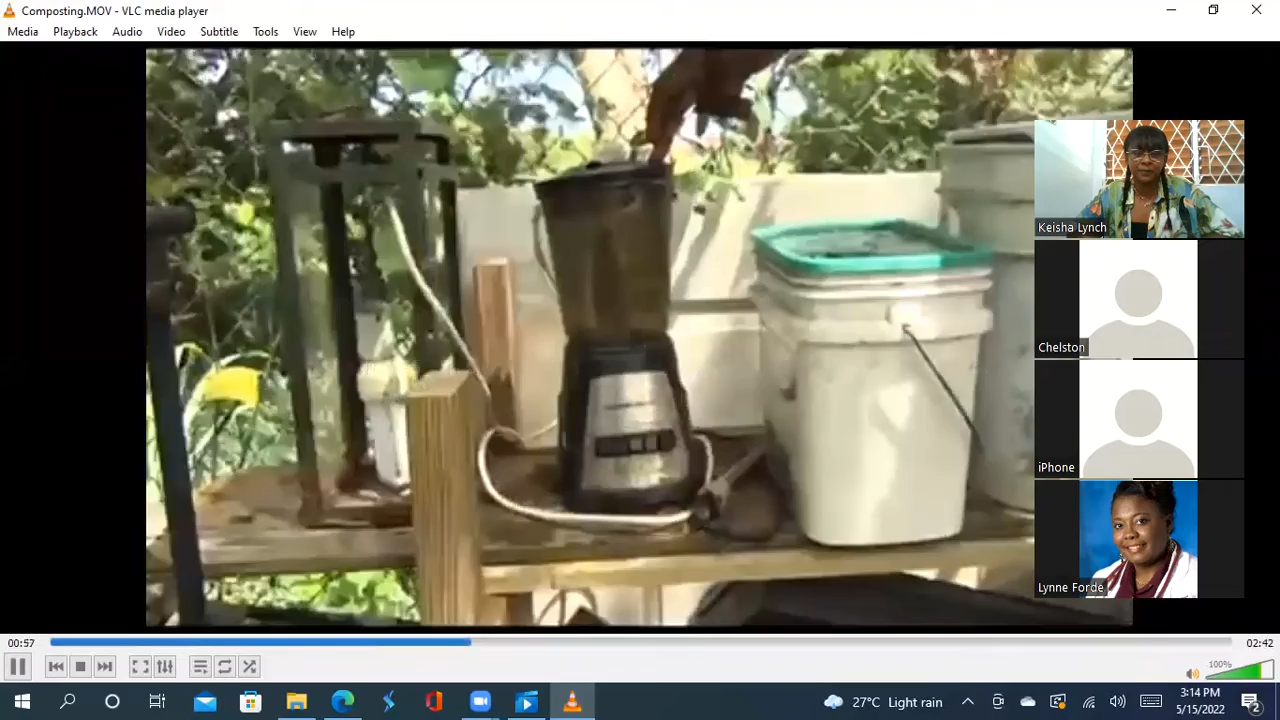 Composting.MOV - VLC media player
Media Playback Audio Video Subtitle Tools View Help
Keisha Lynch
Chelston
iPhone
Lynne Forde
00:57
02:42
100%
27°C Light rain
3:14 PM
5/15/2022
2